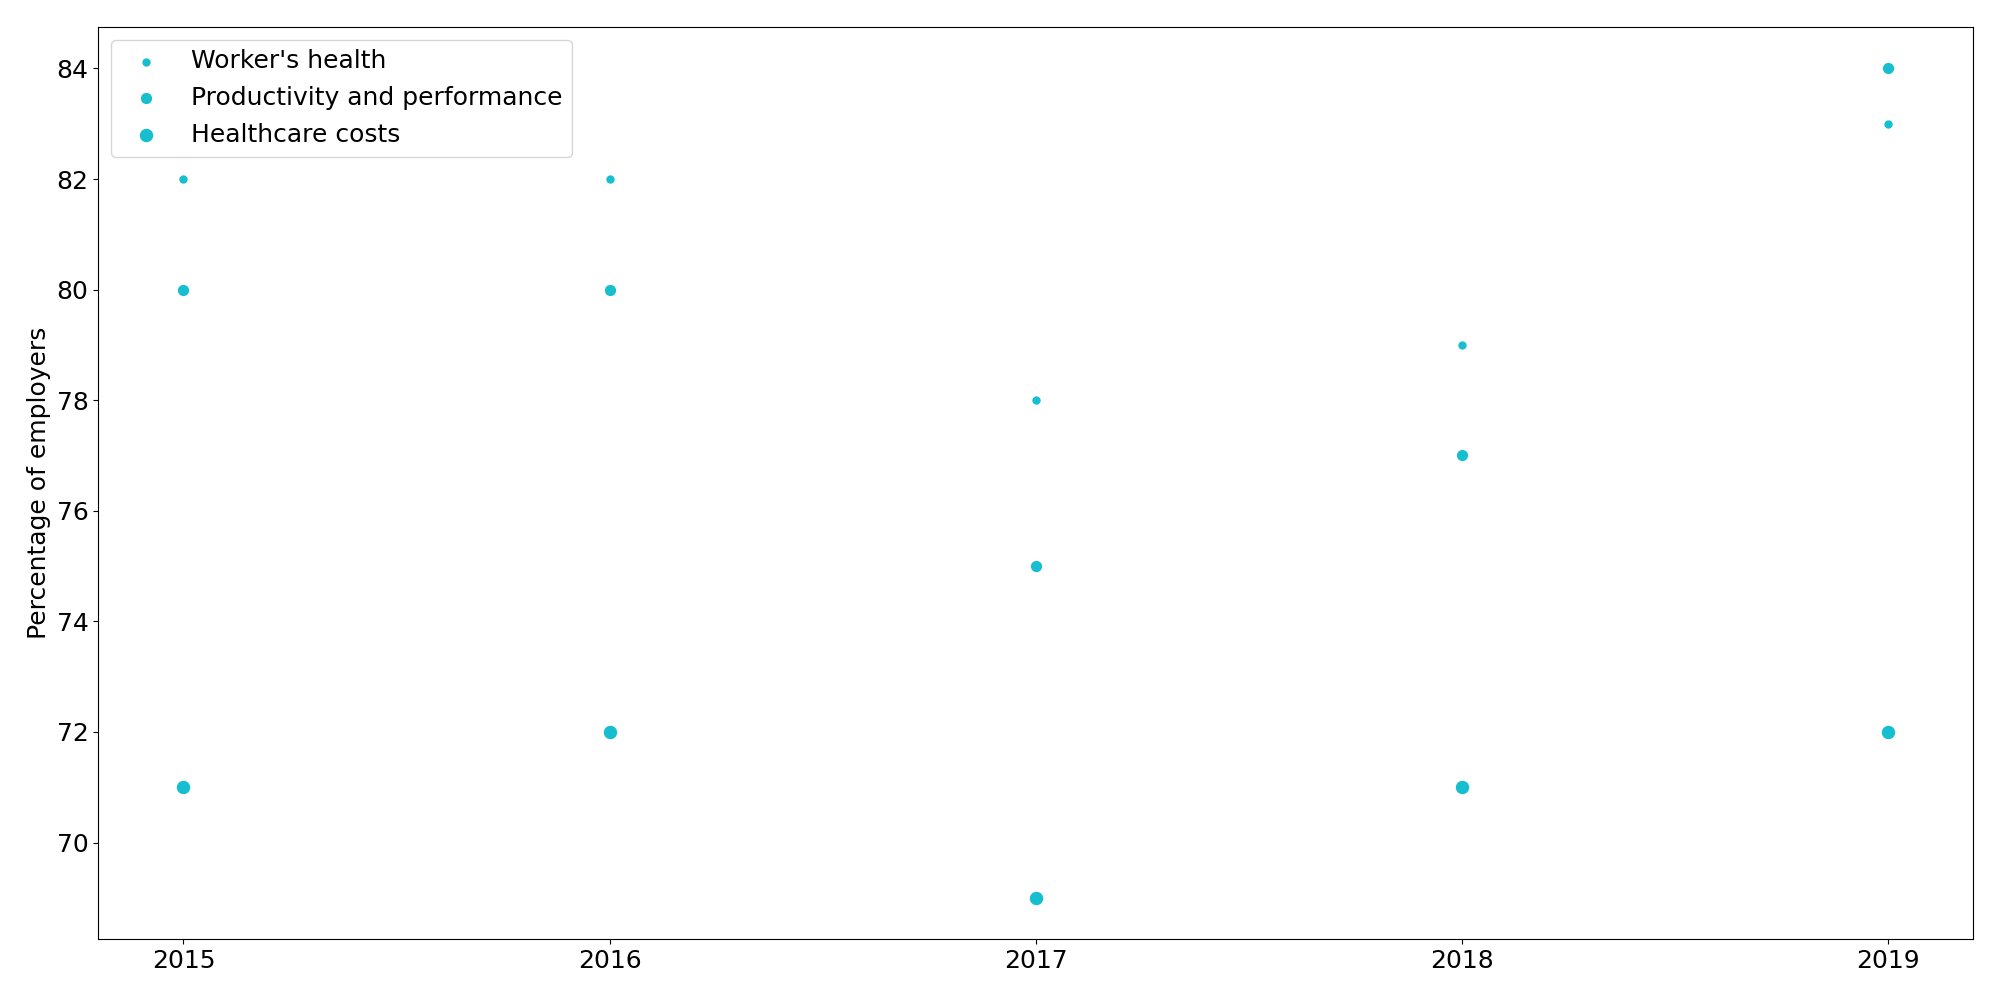 Worker's health
Productivity and performance
Healthcare costs
Percentage of employers
84
82
80
78
76
74
72
70
2015 2016 2017 2018 2019